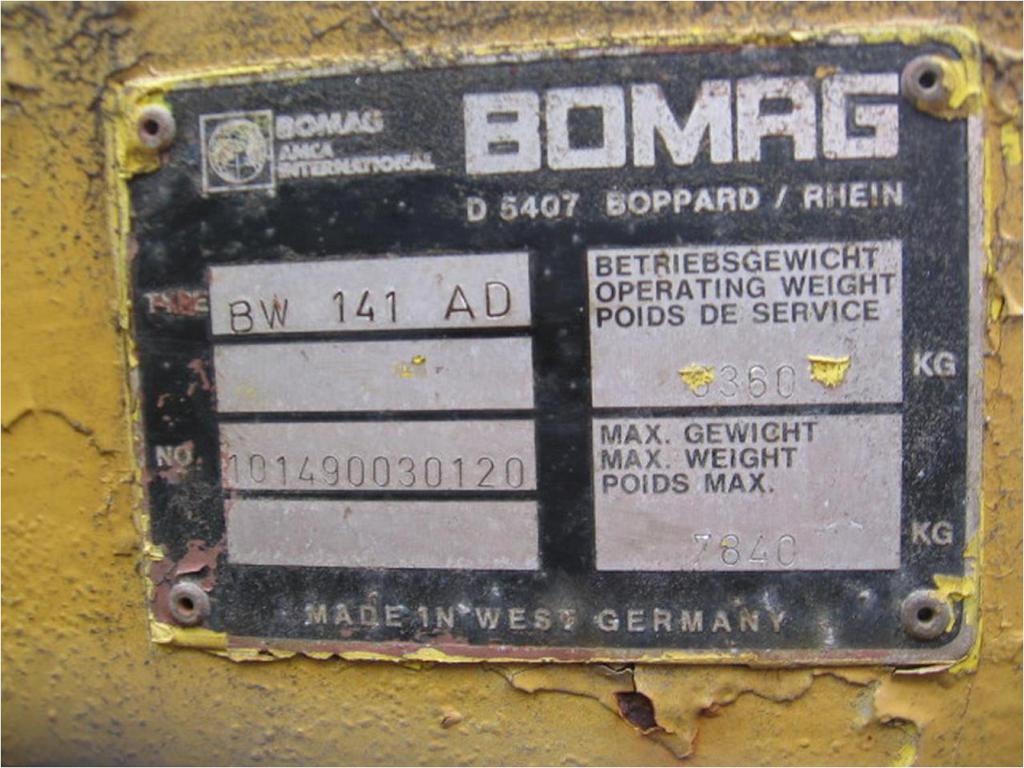 BOMAG
ANCA
INTERNATIONAL
BOMAG
D 5407 BOPPARD / RHEIN
TYPE BW 141 AD
NO. 101490030120
BETRIEBSGEWICHT
OPERATING WEIGHT
POIDS DE SERVICE
KG
MAX. GEWICHT
MAX. WEIGHT
POIDS MAX.
7840 KG
MADE IN WEST GERMANY